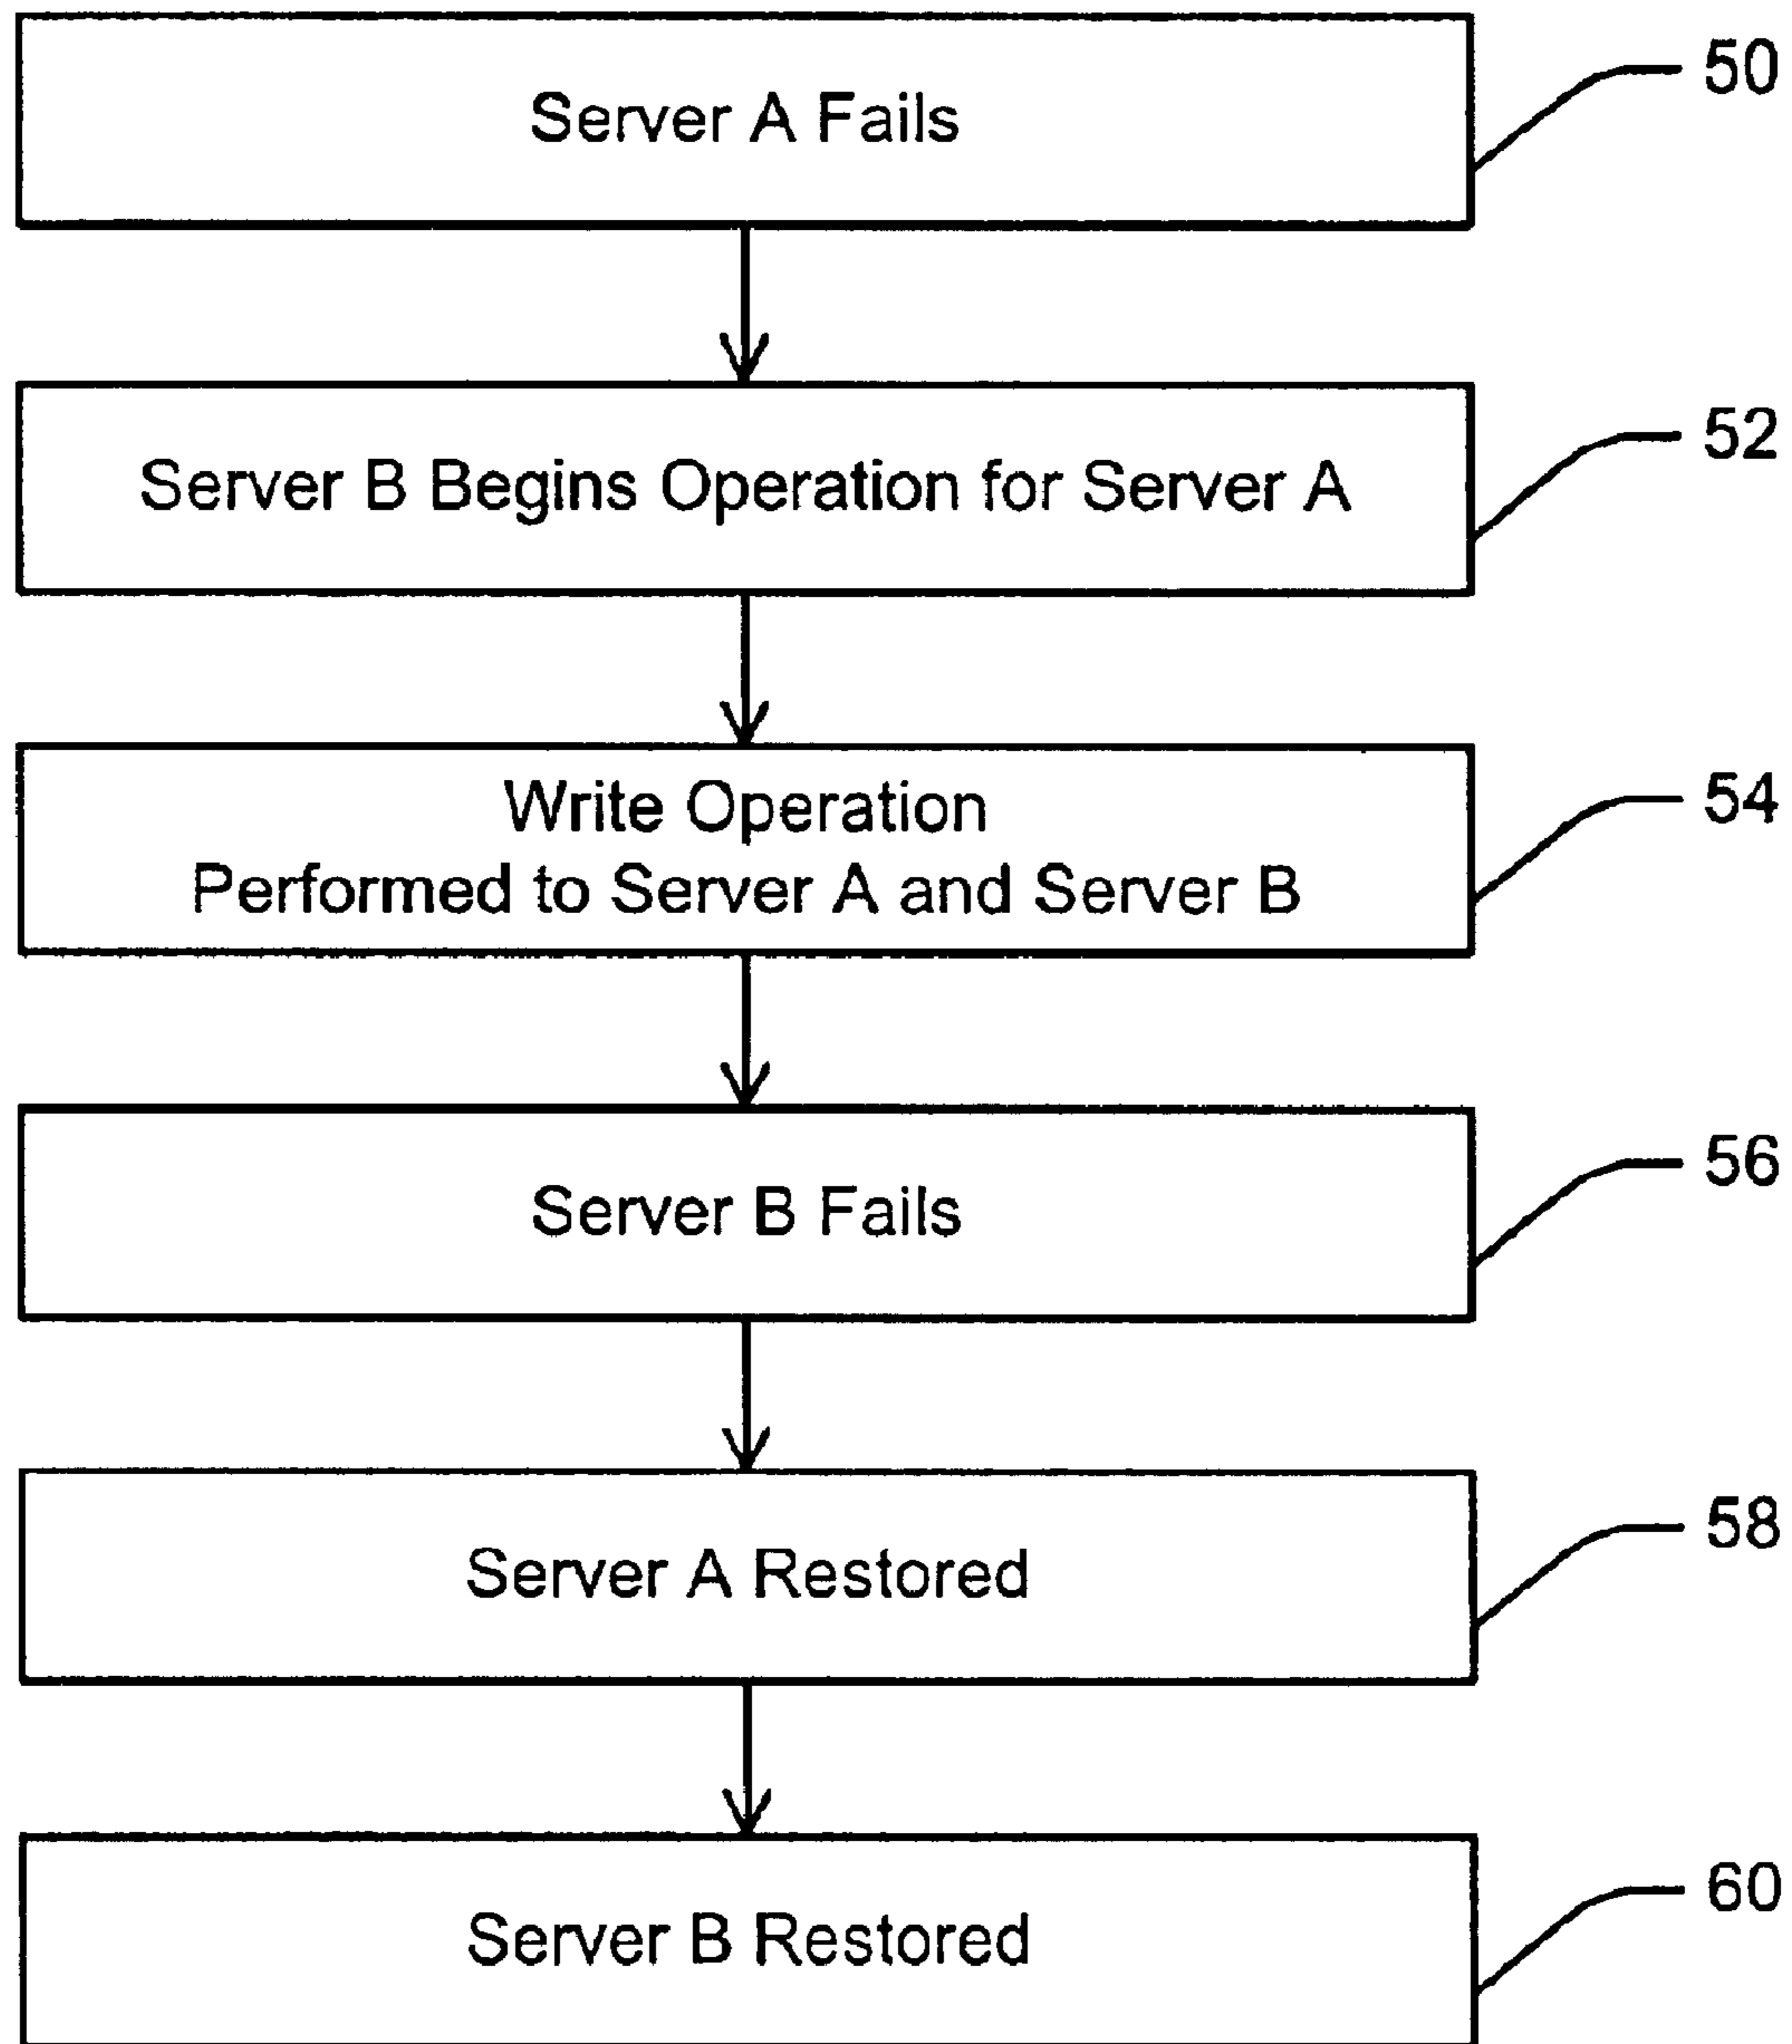 Server A Fails
50
Server B Begins Operation for Server A
52
Write Operation
Performed to Server A and Server B
54
Server B Fails
56
Server A Restored
58
Server B Restored
60